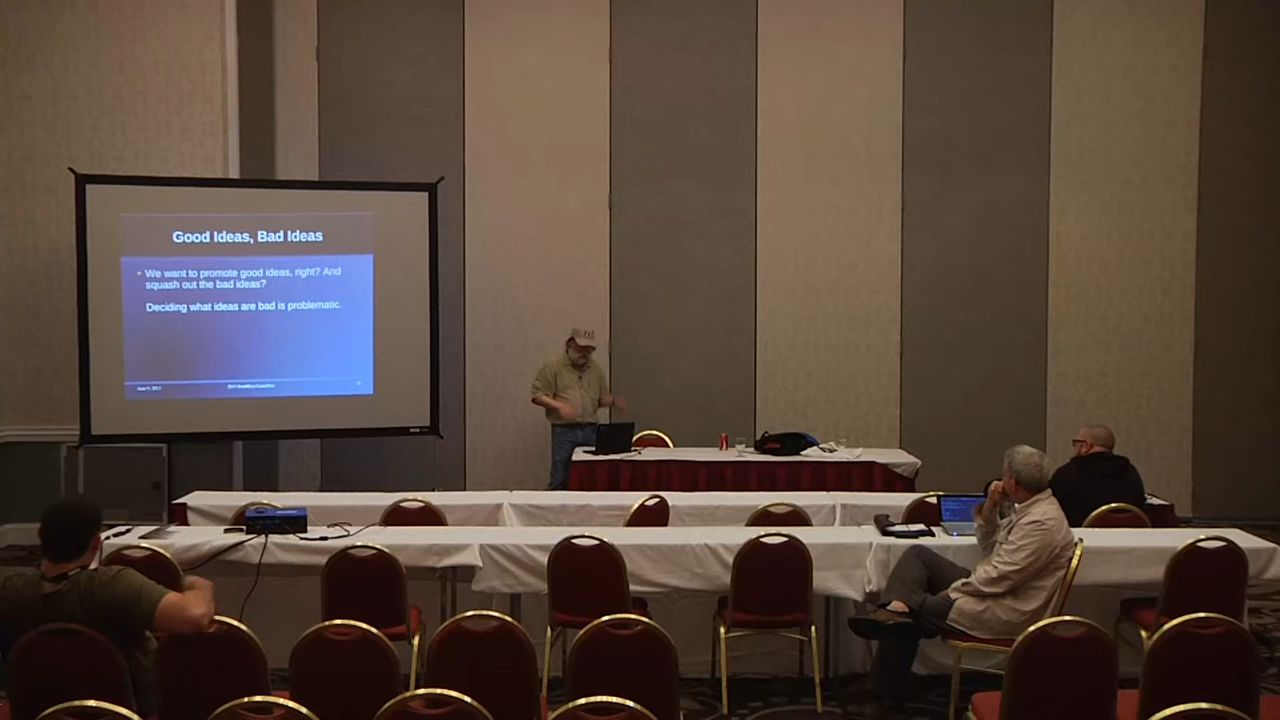 Good Ideas, Bad Ideas
• We want to promote good ideas, right? And
squash out the bad ideas?
Deciding what ideas are bad is problematic.